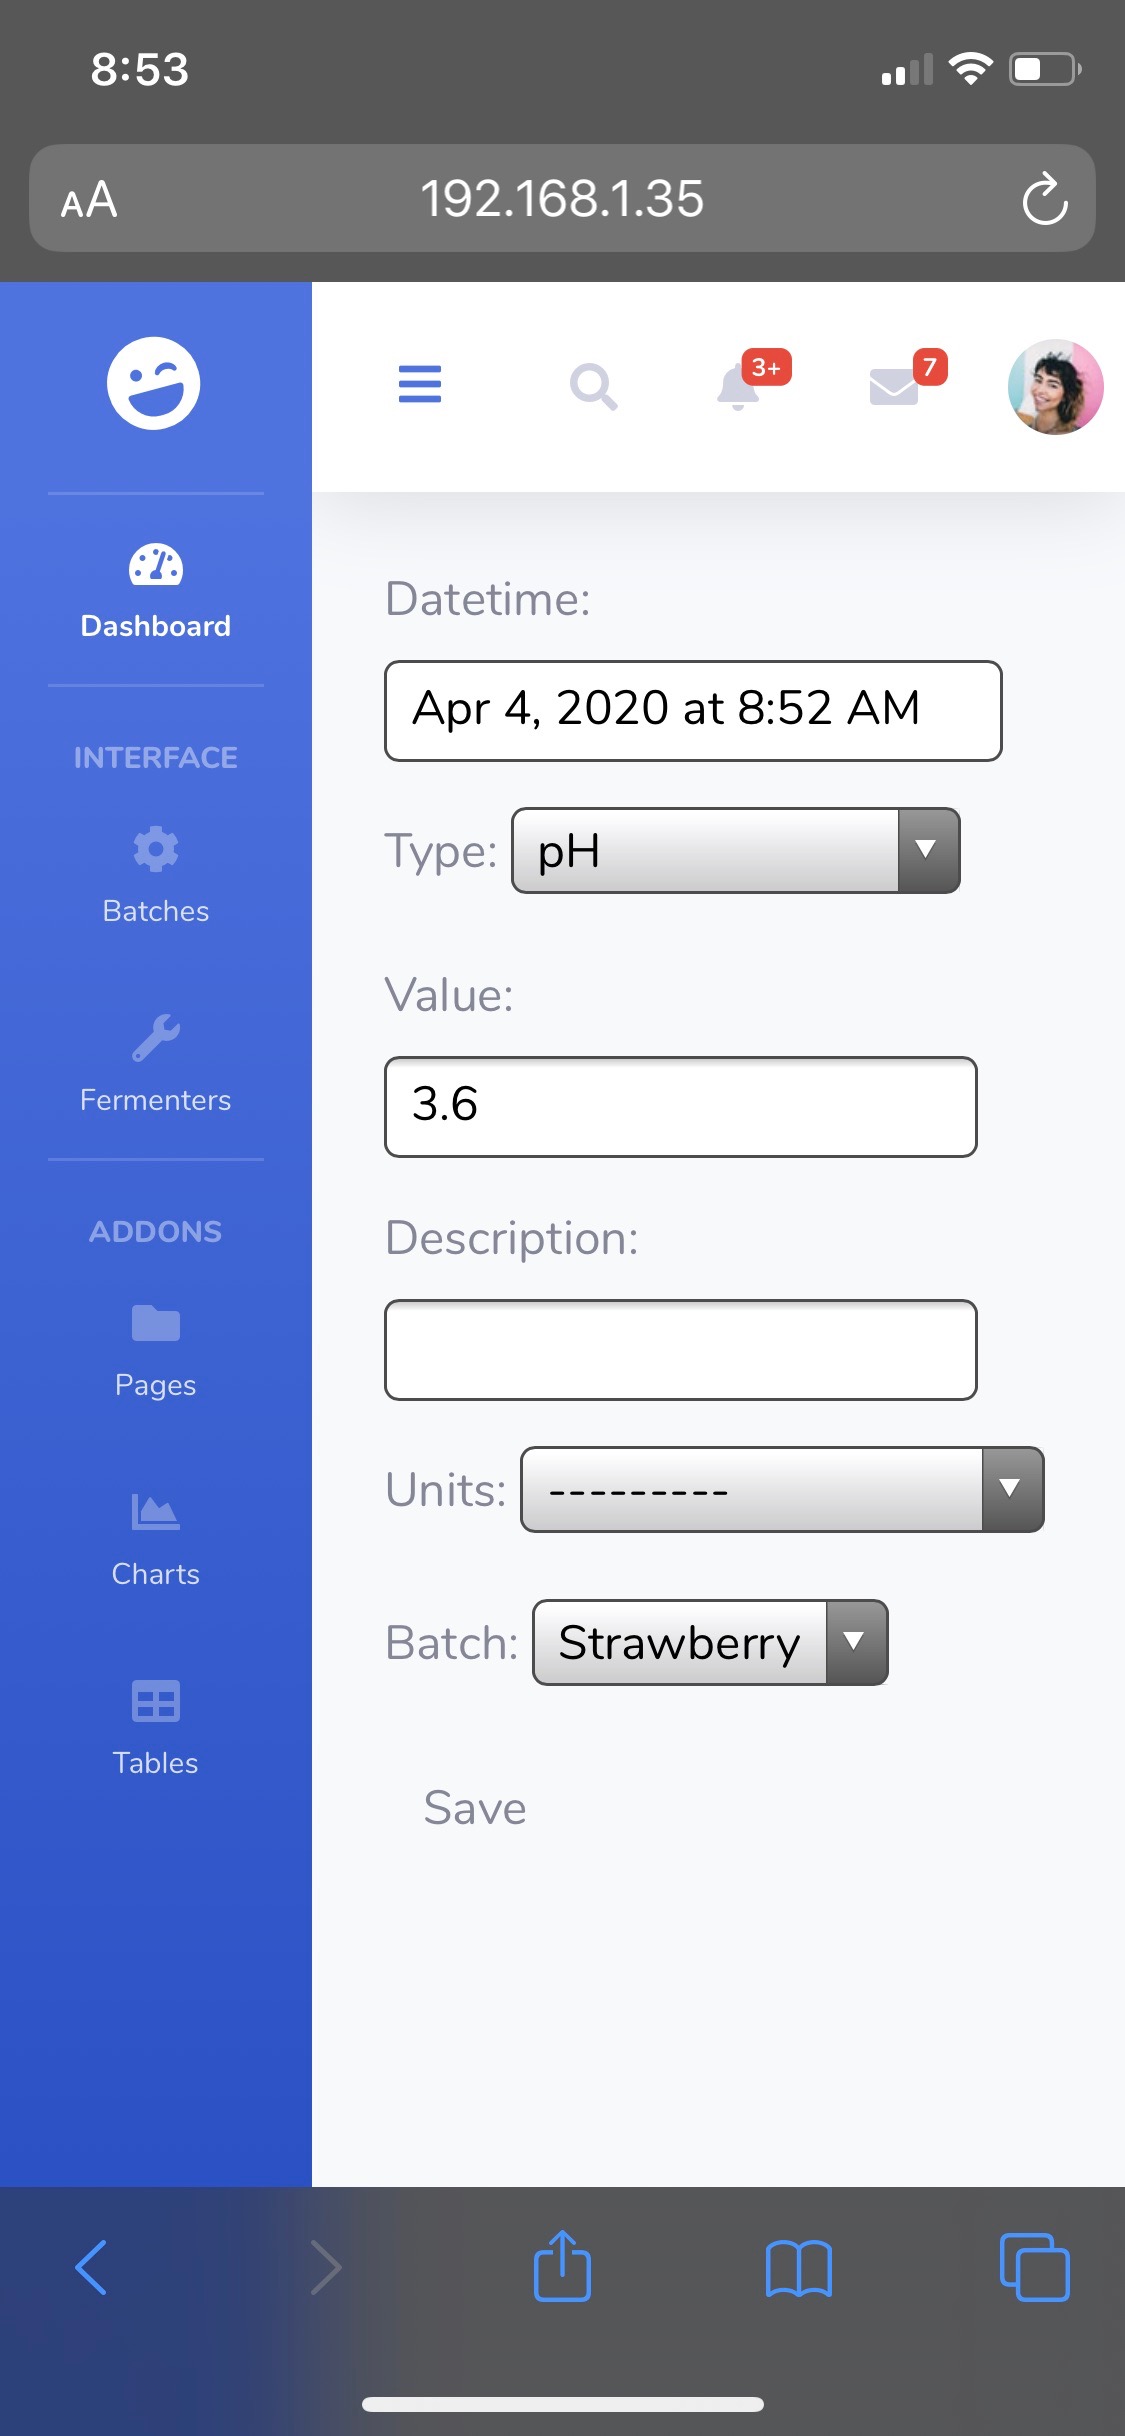 8:53
AA 192.168.1.35
3+ 7
Dashboard
INTERFACE
Batches
Fermenters
ADDONS
Pages
Charts
Tables
Datetime:
Apr 4, 2020 at 8:52 AM
Type: pH
Value:
3.6
Description:
Units: ---------
Batch: Strawberry
Save